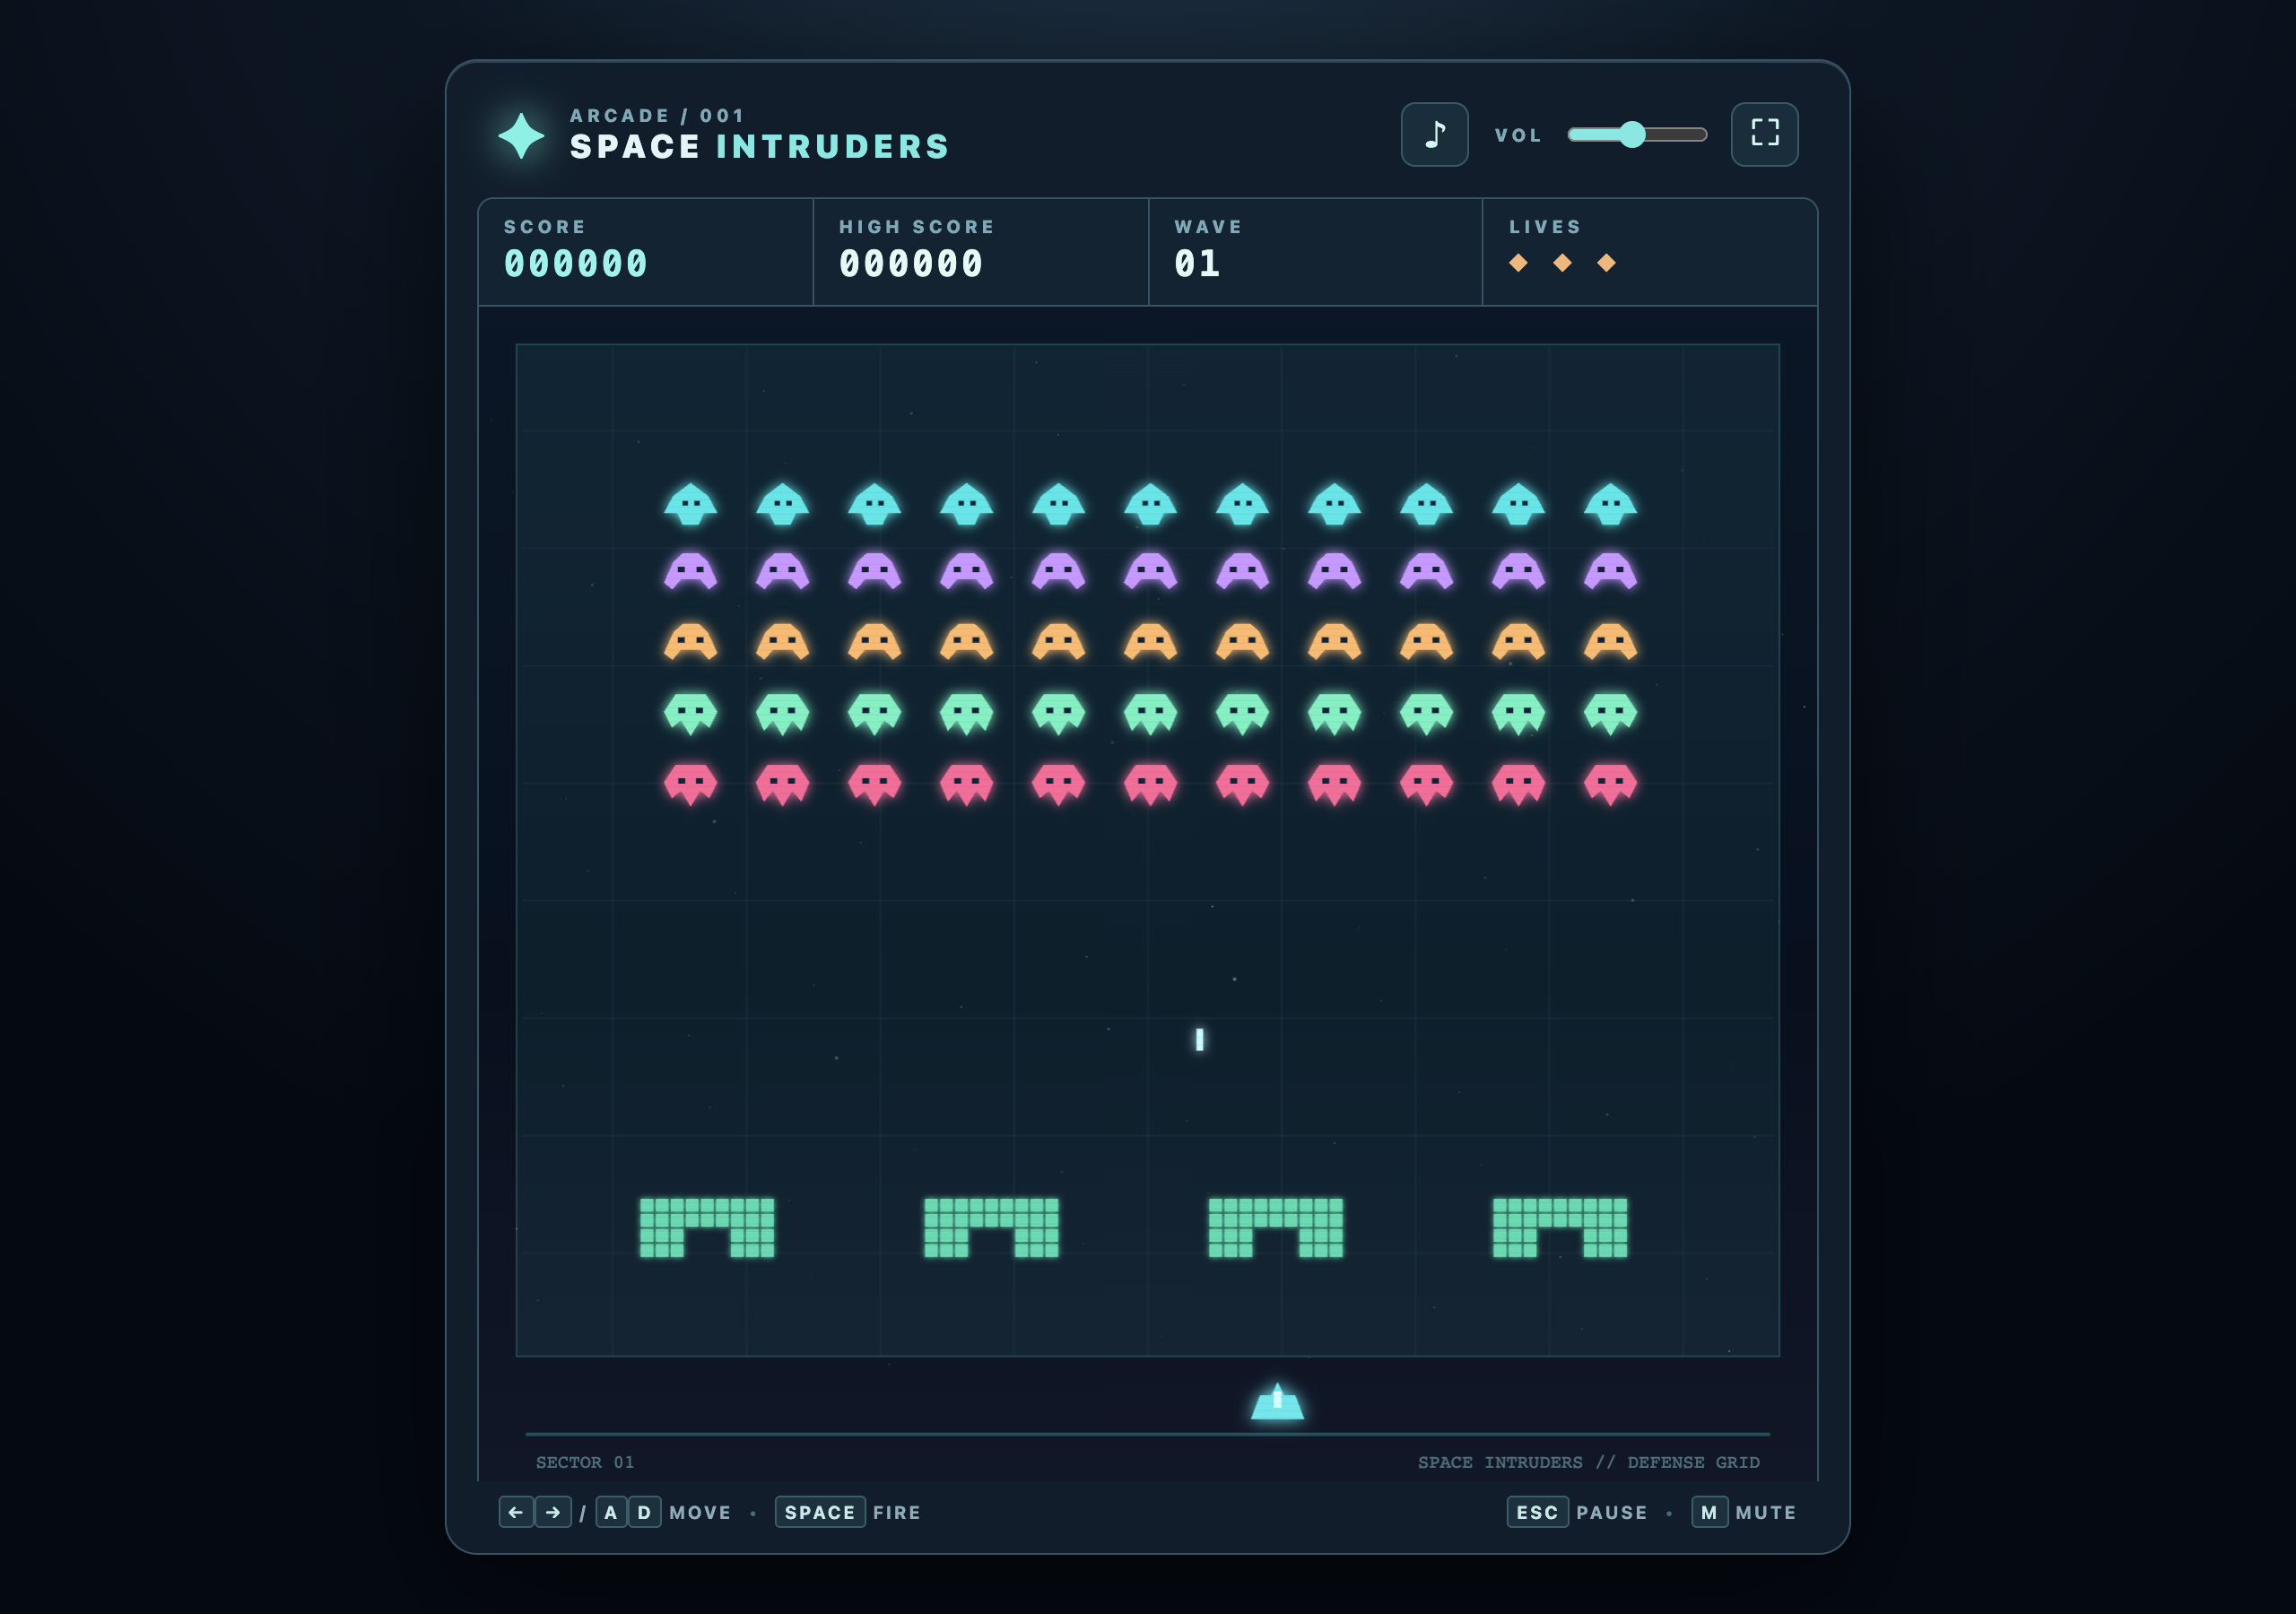 ARCADE / 001
SPACE INTRUDERS
VOL
SCORE
000000
HIGH SCORE
000000
WAVE
01
LIVES
SECTOR 01
SPACE INTRUDERS // DEFENSE GRID
← → / A D MOVE • SPACE FIRE
ESC PAUSE • M MUTE